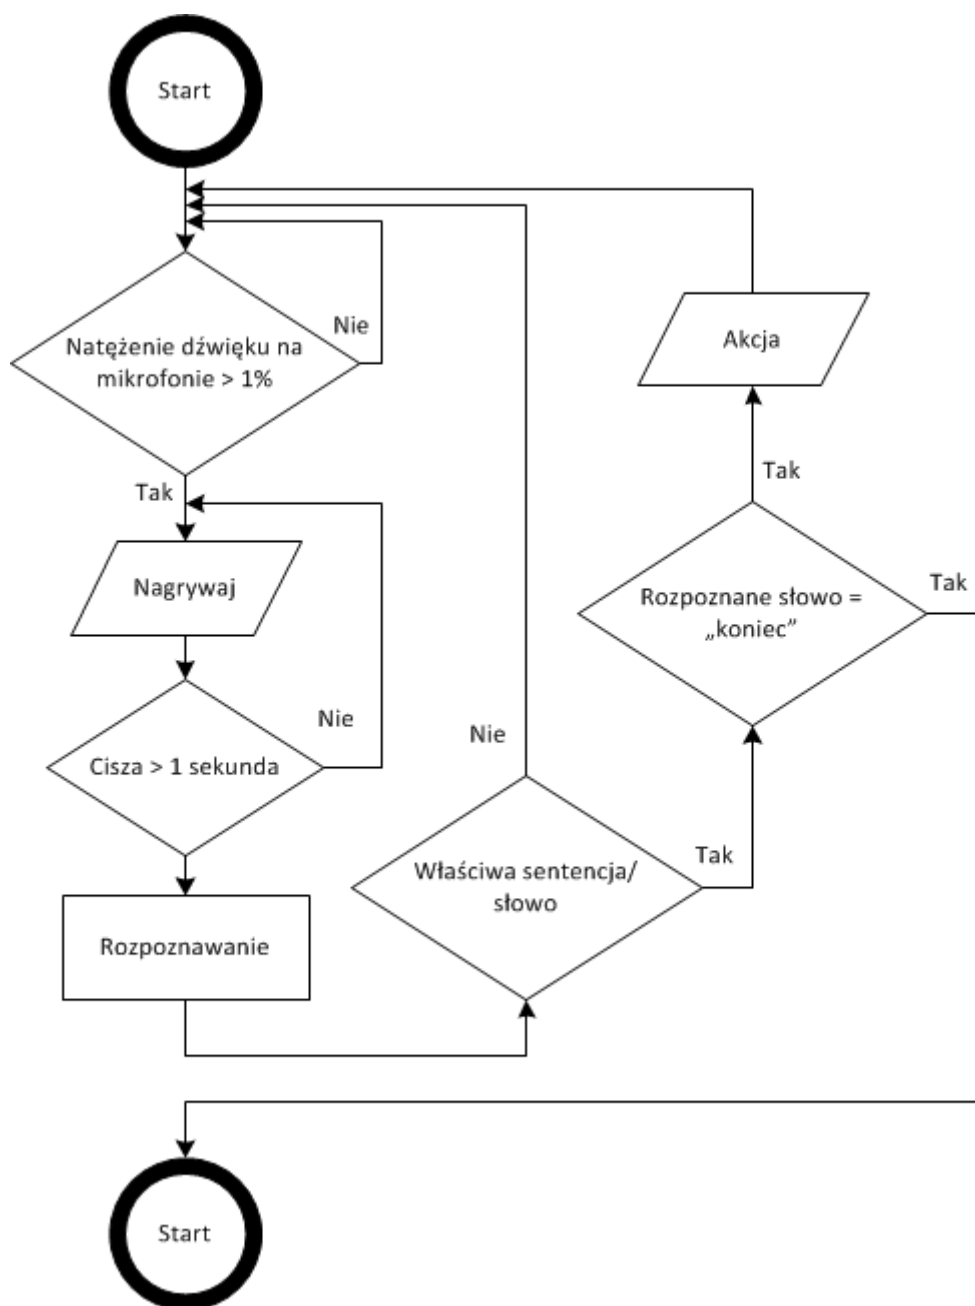 Start
Natężenie dźwięku na
mikrofonie > 1%
Nie
Tak
Nagrywaj
Cisza > 1 sekunda
Nie
Rozpoznawanie
Właściwa sentencja/
słowo
Nie
Tak
Rozpoznane słowo =
„koniec”
Tak
Tak
Akcja
Start